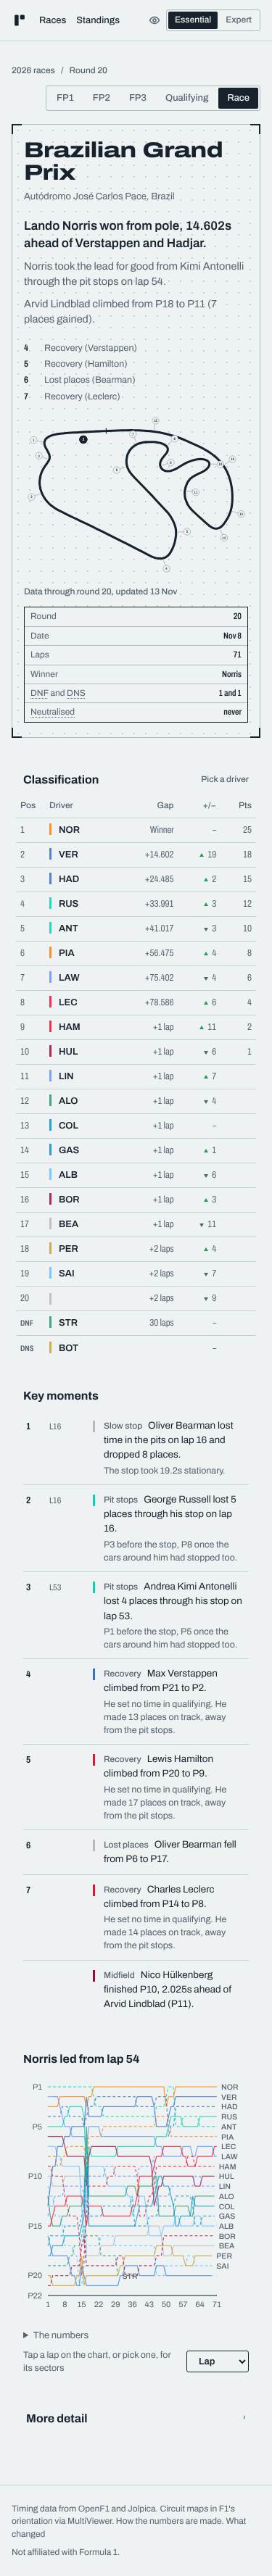 Races Standings Essential Expert
2026 races / Round 20
FP1 FP2 FP3 Qualifying Race
Brazilian Grand
Prix
Autódromo José Carlos Pace, Brazil
Lando Norris won from pole, 14.602s
ahead of Verstappen and Hadjar.
Norris took the lead for good from Kimi Antonelli
through the pit stops on lap 54.
Arvid Lindblad climbed from P18 to P11 (7
places gained).
4 Recovery (Verstappen)
5 Recovery (Hamilton)
6 Lost places (Bearman)
7 Recovery (Leclerc)
Data through round 20, updated 13 Nov
Round 20
Date Nov 8
Laps 71
Winner Norris
DNF and DNS 1 and 1
Neutralised never
Classification Pick a driver
Pos Driver Gap +/− Pts
1 NOR Winner – 25
2 VER +14.602 ▲ 19 18
3 HAD +24.485 ▲ 2 15
4 RUS +33.991 ▲ 3 12
5 ANT +41.017 ▼ 3 10
6 PIA +56.475 ▲ 4 8
7 LAW +75.402 ▼ 4 6
8 LEC +78.586 ▲ 6 4
9 HAM +1 lap ▲ 11 2
10 HUL +1 lap ▼ 6 1
11 LIN +1 lap ▲ 7
12 ALO +1 lap ▼ 4
13 COL +1 lap –
14 GAS +1 lap ▲ 1
15 ALB +1 lap ▼ 6
16 BOR +1 lap ▲ 3
17 BEA +1 lap ▼ 11
18 PER +2 laps ▲ 4
19 SAI +2 laps ▼ 7
20 +2 laps ▼ 9
DNF STR 30 laps –
DNS BOT –
Key moments
1 L16 Slow stop Oliver Bearman lost
time in the pits on lap 16 and
dropped 8 places.
The stop took 19.2s stationary.
2 L16 Pit stops George Russell lost 5
places through his stop on lap
16.
P3 before the stop, P8 once the
cars around him had stopped too.
3 L53 Pit stops Andrea Kimi Antonelli
lost 4 places through his stop on
lap 53.
P1 before the stop, P5 once the
cars around him had stopped too.
4 Recovery Max Verstappen
climbed from P21 to P2.
He set no time in qualifying. He
made 13 places on track, away
from the pit stops.
5 Recovery Lewis Hamilton
climbed from P20 to P9.
He set no time in qualifying. He
made 17 places on track, away
from the pit stops.
6 Lost places Oliver Bearman fell
from P6 to P17.
7 Recovery Charles Leclerc
climbed from P14 to P8.
He set no time in qualifying. He
made 14 places on track, away
from the pit stops.
Midfield Nico Hülkenberg
finished P10, 2.025s ahead of
Arvid Lindblad (P11).
Norris led from lap 54
P1 NOR
VER
HAD
RUS
P5 ANT
PIA
LEC
LAW
HAM
P10 HUL
LIN
ALO
COL
GAS
P15 ALB
BOR
BEA
PER
SAI
P20 STR
P22
1 8 15 22 29 36 43 50 57 64 71
▶ The numbers
Tap a lap on the chart, or pick one, for
its sectors
Lap
More detail
Timing data from OpenF1 and Jolpica. Circuit maps in F1's
orientation via MultiViewer. How the numbers are made. What
changed
Not affiliated with Formula 1.